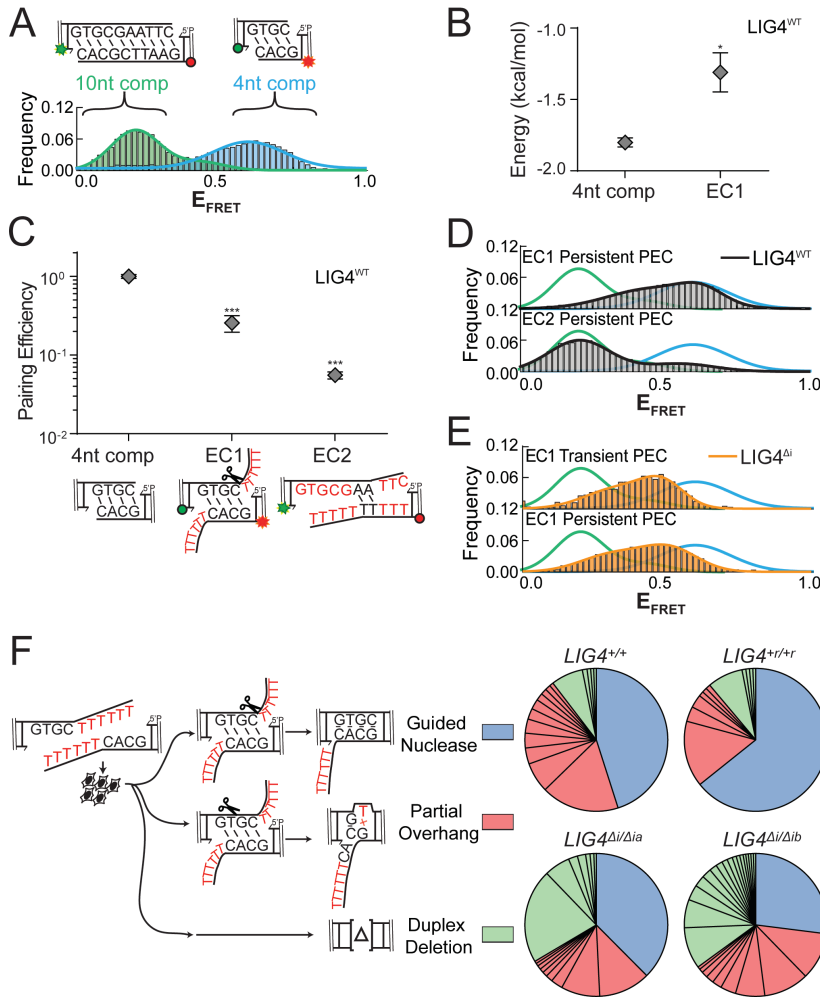 A
GTGCGAATTC
5'P
CACGCTTAAG
GTGC
5'P
CACG
10nt comp
4nt comp
Frequency
0.12
0.06
0.00
0.0
0.5
1.0
EFRET
B
LIG4WT
Energy (kcal/mol)
-1.0
-1.5
-2.0
*
4nt comp
EC1
C
LIG4WT
Pairing Efficiency
10⁰
10⁻¹
10⁻²
***
***
4nt comp
EC1
EC2
GTGC
5'P
CACG
GTGC
5'P
CACG
TTTTT
GTGCGAA
TTC
5'P
TTTTT
TTTTTT
D
EC1 Persistent PEC
LIG4WT
EC2 Persistent PEC
Frequency
0.12
0.06
0.12
0.06
0.00
0.0
0.5
1.0
EFRET
E
EC1 Transient PEC
LIG4Δi
EC1 Persistent PEC
Frequency
0.12
0.06
0.12
0.06
0.00
0.0
0.5
1.0
EFRET
F
GTGC
TTTTTT
5'P
TTTTTT
CACG
GTGC
5'P
CACG
GTGC
CACG
Guided
Nuclease
GTGC
5'P
CACG
T
G
CG
CA
Partial
Overhang
Δ
Duplex
Deletion
LIG4+/+
LIG4+r/+r
LIG4Δi/Δia
LIG4Δi/Δib